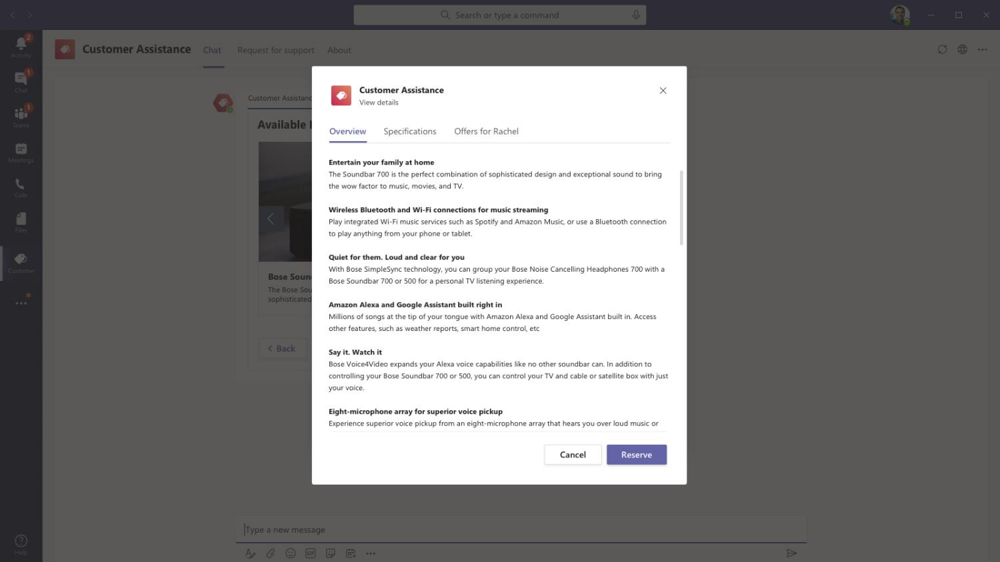 Search or type a command
2
Activity
1
Chat
1
Teams
Meetings
Calls
Files
Customer
Help
Customer Assistance
Chat
Request for support
About
Customer Assistanc
Available
Bose Soun
The Bose Sou
sophisticated
Back
Customer Assistance
View details
Overview
Specifications
Offers for Rachel
Entertain your family at home
The Soundbar 700 is the perfect combination of sophisticated design and exceptional sound to bring
the wow factor to music, movies, and TV.
Wireless Bluetooth and Wi-Fi connections for music streaming
Play integrated Wi-Fi music services such as Spotify and Amazon Music, or use a Bluetooth connection
to play anything from your phone or tablet.
Quiet for them. Loud and clear for you
With Bose SimpleSync technology, you can group your Bose Noise Cancelling Headphones 700 with a
Bose Soundbar 700 or 500 for a personal TV listening experience.
Amazon Alexa and Google Assistant built right in
Millions of songs at the tip of your tongue with Amazon Alexa and Google Assistant built in. Access
other features, such as weather reports, smart home control, etc
Say it. Watch it
Bose Voice4Video expands your Alexa voice capabilities like no other soundbar can. In addition to
controlling your Bose Soundbar 700 or 500, you can control your TV and cable or satellite box with just
your voice.
Eight-microphone array for superior voice pickup
Experience superior voice pickup from an eight-microphone array that hears you over loud music or
Cancel
Reserve
Type a new message
GIF